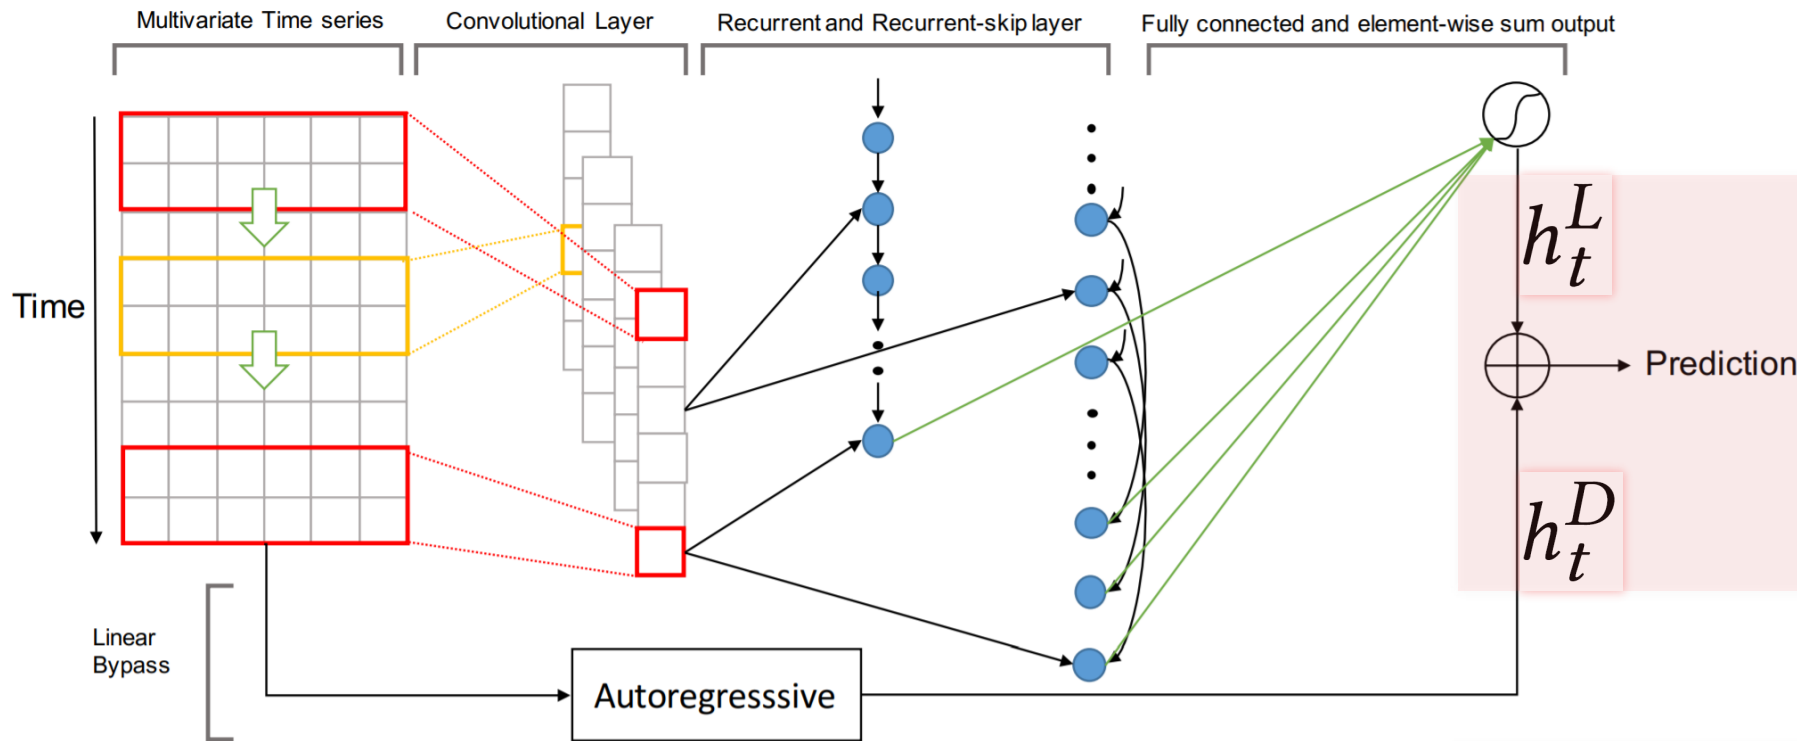 Multivariate Time series
Convolutional Layer
Recurrent and Recurrent-skip layer
Fully connected and element-wise sum output
Time
h_t^L
Prediction
h_t^D
Linear
Bypass
Autoregresssive